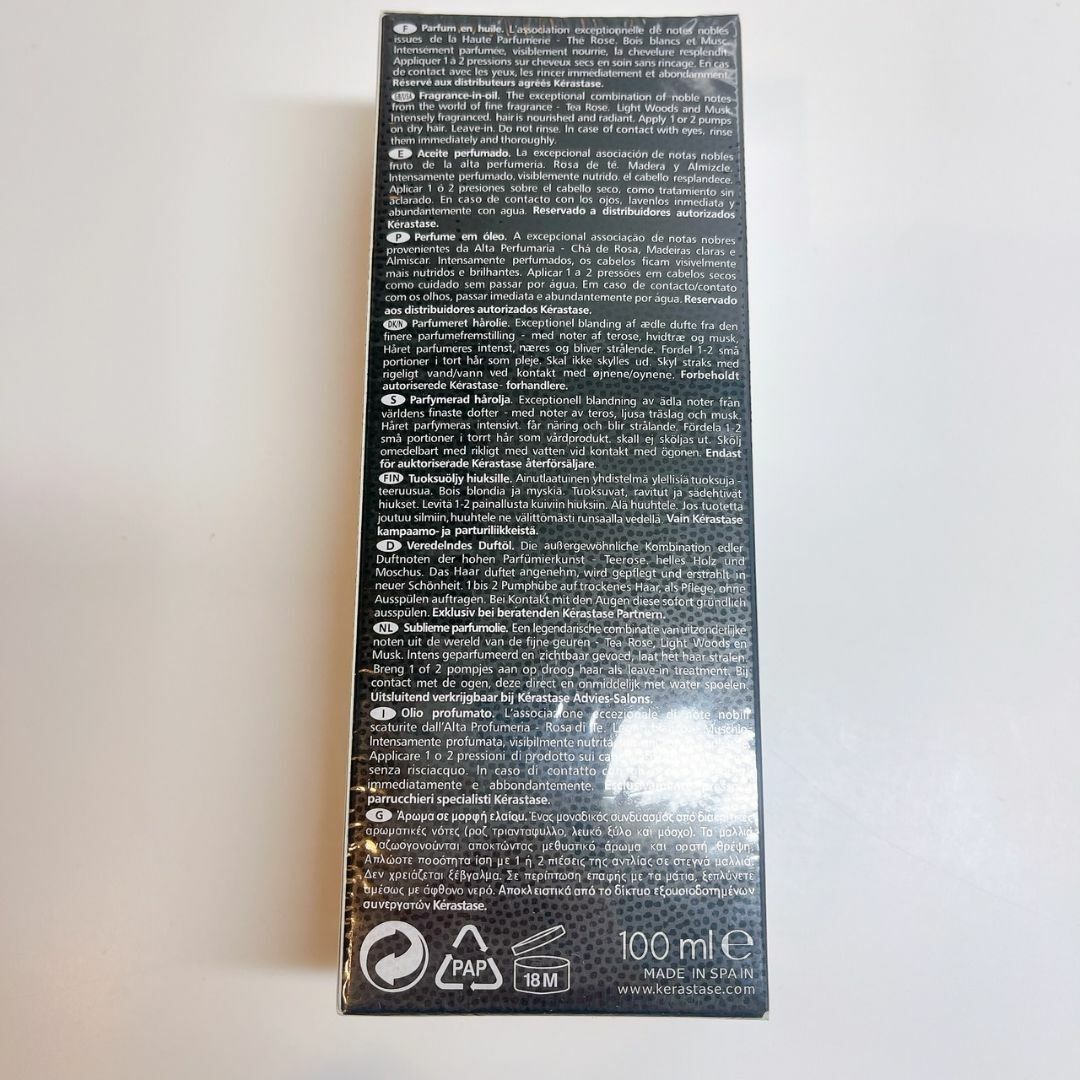 F Parfum en huile. L'association exceptionnelle de notes nobles
issues de la Haute Parfumerie - Thé Rose. Bois blancs et Musc.
Intensément parfumée, visiblement nourrie, la chevelure resplendit.
Appliquer 1 à 2 pressions sur cheveux secs en soin sans rinçage. En cas
de contact avec les yeux, les rincer immédiatement et abondamment.
Réservé aux distributeurs agréés Kérastase.
Fragrance-in-oil. The exceptional combination of noble notes
from the world of fine fragrance - Tea Rose. Light Woods and Musk.
Intensely fragranced. hair is nourished and radiant. Apply 1 or 2 pumps
on dry hair. Leave-in. Do not rinse. In case of contact with eyes, rinse
them immediately and thoroughly.
E Aceite perfumado. La excepcional asociación de notas nobles
fruto de la alta perfumería. Rosa de té. Madera y Almizcle.
Intensamente perfumado, visiblemente nutrido. el cabello resplandece.
Aplicar 1 ó 2 presiones sobre el cabello seco, como tratamiento sin
aclarado. En caso de contacto con los ojos, lavenlos inmediata y
abundantemente con agua. Reservado a distribuidores autorizados
Kérastase.
P Perfume em óleo. A excepcional associação de notas nobres
provenientes da Alta Perfumaria - Chá de Rosa, Madeiras claras e
Almiscar. Intensamente perfumados, os cabelos ficam visivelmente
mais nutridos e brilhantes. Aplicar 1 a 2 pressões em cabelos secos
como cuidado sem passar por água. Em caso de contacto/contato
com os olhos, passar imediata e abundantemente por água. Reservado
aos distribuidores autorizados Kérastase.
DK/N Parfumeret hårolie. Exceptionel blanding af ædle dufte fra den
finere parfumefremstilling - med noter af terose, hvidtræ og musk.
Håret parfumeres intenst, næres og bliver strålende. Fordel 1-2 små
portioner i tort hår som pleje. Skal ikke skylles ud. Skyl straks med
rigeligt vand/vann ved kontakt med øjnene/oynene. Forbeholdt
autoriserede Kérastase- forhandlere.
S Parfymerad hårolja. Exceptionell blandning av ädla noter från
världens finaste dofter - med noter av teros, ljusa träslag och musk.
Håret parfymeras intensivt. får näring och blir strålande. Fördela 1-2
små portioner i torrt hår som vårdprodukt. skall ej sköljas ut. Skölj
omedelbart med rikligt med vatten vid kontakt med ögonen. Endast
för auktoriserade Kérastase återförsäljare.
FIN Tuoksuöljy hiuksille. Ainutlaatuinen yhdistelmä ylellisiä tuoksuja -
teeruusua. Bois blondia ja myskiä. Tuoksuvat, ravitut ja sädehtivät
hiukset. Levitä 1-2 painallusta kuiviin hiuksiin. Älä huuhtele. Jos tuotetta
joutuu silmiin, huuhtele ne välittömästi runsaalla vedellä. Vain Kérastase
kampaamo- ja parturiliikkeistä.
D Veredelndes Duftöl. Die außergewöhnliche Kombination edler
Duftnoten der hohen Parfümierkunst - Teerose, helles Holz und
Moschus. Das Haar duftet angenehm, wird gepflegt und erstrahlt in
neuer Schönheit. 1 bis 2 Pumphübe auf trockenes Haar, als Pflege, ohne
Ausspülen auftragen. Bei Kontakt mit den Augen diese sofort gründlich
ausspülen. Exklusiv bei beratenden Kérastase Partnern.
NL Sublieme parfumolie. Een legendarische combinatie van uitzonderlijke
noten uit de wereld van de fijne geuren - Tea Rose, Light Woods en
Musk. Intens geparfumeerd en zichtbaar gevoed, laat het haar stralen.
Breng 1 of 2 pompjes aan op droog haar als leave-in treatment. Bij
contact met de ogen, deze direct en onmiddelijk met water spoelen.
Uitsluitend verkrijgbaar bij Kérastase Advies-Salons.
I Olio profumato. L'associazione eccezionale di note nobili
scaturite dall'Alta Profumeria - Rosa di Te. Muschio
Intensamente profumata, visibilmente nutrita
Applicare 1 o 2 pressioni di prodotto sui
senza risciacquo. In caso di contatto
immediatamente e abbondantemente.
parrucchieri specialisti Kérastase.
G Άρωμα σε μορφή ελαίου. Ένας μοναδικός συνδυασμός από διακριτικές
αρωματικές νότες (ροζ τριαντάφυλλο, λευκό ξύλο και μόσχο). Τα μαλλιά
αναζωογονούνται αποκτώντας μεθυστικό άρωμα και ορατή θρέψη.
Απλώστε ποσότητα ίση με 1 ή 2 πιέσεις της αντλίας σε στεγνά μαλλιά.
Δεν χρειάζεται ξέβγαλμα. Σε περίπτωση επαφής με τα μάτια, ξεπλύνετε
αμέσως με άφθονο νερό. Αποκλειστικά από το δίκτυο εξουσιοδοτημένων
συνεργατών Kérastase.
PAP
18 M
100 ml e
MADE IN SPAIN
www.kerastase.com